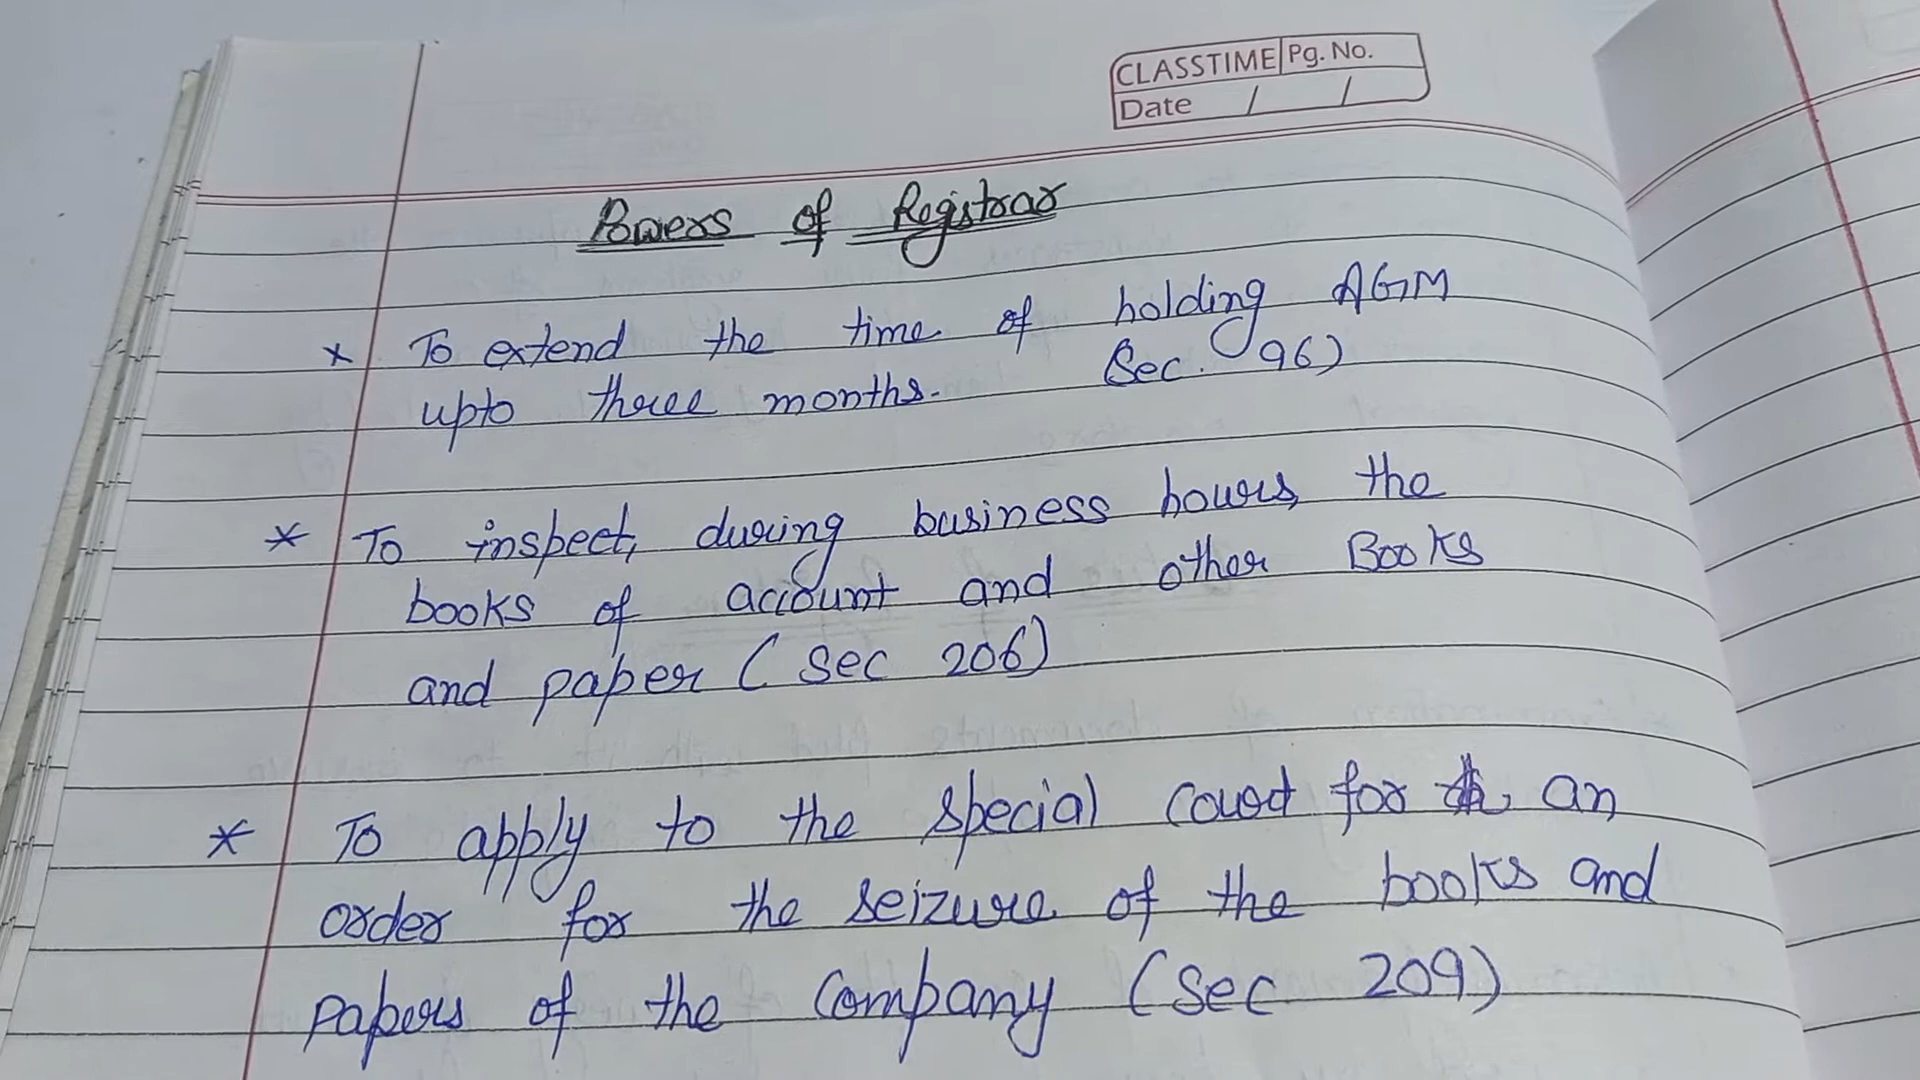 CLASSTIME Pg. No.
Date / /
Powers of Registrar
* To extend the time of holding AGM
upto three months. (Sec. 96)
* To inspect, during business hours, the
books of account and other Books
and paper (Sec 206)
* To apply to the special court for an
order for the seizure of the books and
papers of the Company (Sec 209)